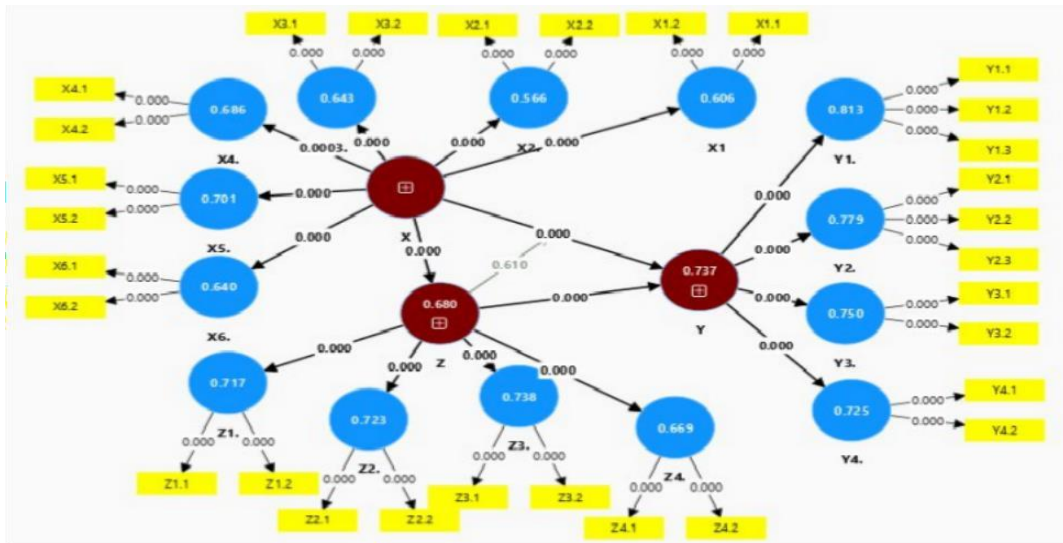 X3.1 X3.2 X2.1 X2.2 X1.2 X1.1
0.000 0.000 0.000 0.000 0.000 0.000
Y1.1
X4.1
0.000
0.686
0.643
0.566
0.606
0.813
0.000
0.000
Y1.2
X4.2
0.000
0.000
Y1.3
X4.
0.0003.
0.000
0.000
X2.
0.000
X1
Y1.
X5.1
0.000
0.701
0.000
0.000
0.000
Y2.1
X5.2
0.000
0.779
0.000
Y2.2
X5.
X
0.000
0.000
0.000
Y2.3
X6.1
0.000
0.640
0.000
0.610
0.737
0.000
Y2.
X6.2
0.000
0.680
0.000
Y
0.000
0.750
0.000
Y3.1
X6.
Z
0.000
Y3.2
0.000
0.000
0.000
0.000
0.000
Y3.
0.717
0.723
0.738
0.669
0.725
0.000
Y4.1
0.000
Y4.2
Z1.
Z2.
Z3.
Z4.
Y4.
0.000 0.000 0.000 0.000 0.000 0.000 0.000 0.000
Z1.1 Z1.2 Z2.1 Z2.2 Z3.1 Z3.2 Z4.1 Z4.2